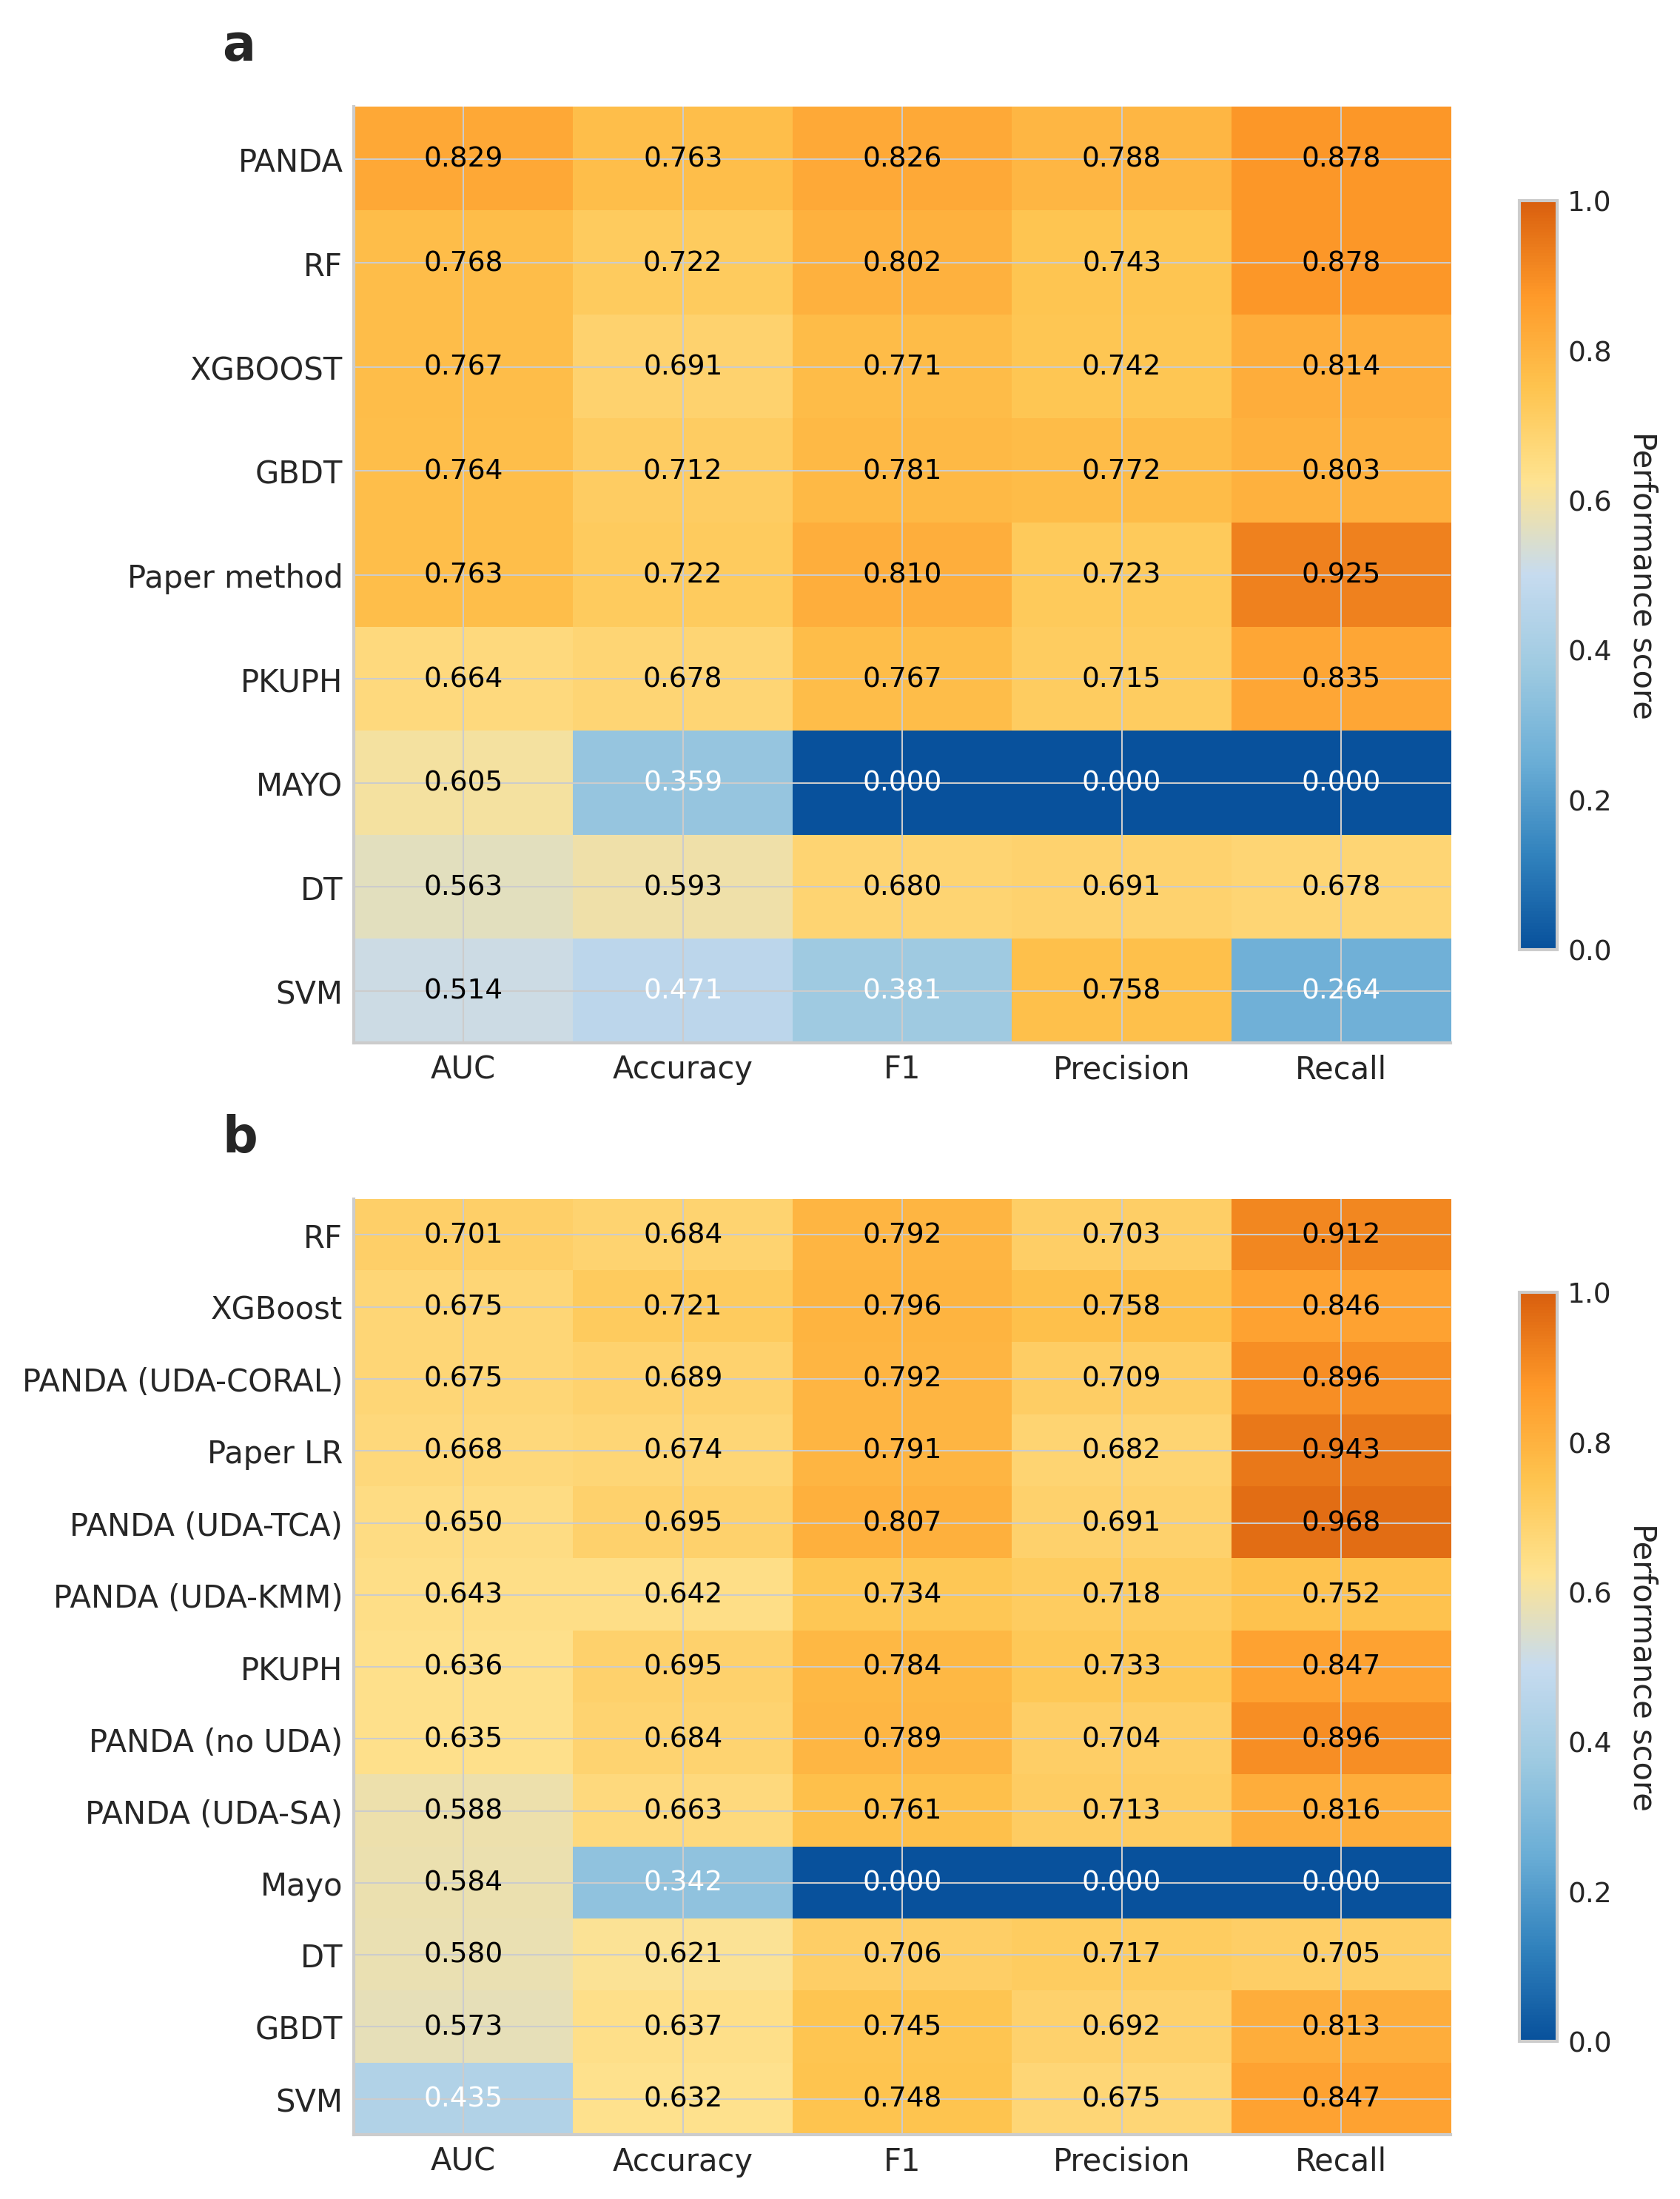 a
PANDA 0.829 0.763 0.826 0.788 0.878
RF 0.768 0.722 0.802 0.743 0.878
XGBOOST 0.767 0.691 0.771 0.742 0.814
GBDT 0.764 0.712 0.781 0.772 0.803
Paper method 0.763 0.722 0.810 0.723 0.925
PKUPH 0.664 0.678 0.767 0.715 0.835
MAYO 0.605 0.359 0.000 0.000 0.000
DT 0.563 0.593 0.680 0.691 0.678
SVM 0.514 0.471 0.381 0.758 0.264
AUC Accuracy F1 Precision Recall
1.0
0.8
0.6
0.4
0.2
0.0
Performance score
b
RF 0.701 0.684 0.792 0.703 0.912
XGBoost 0.675 0.721 0.796 0.758 0.846
PANDA (UDA-CORAL) 0.675 0.689 0.792 0.709 0.896
Paper LR 0.668 0.674 0.791 0.682 0.943
PANDA (UDA-TCA) 0.650 0.695 0.807 0.691 0.968
PANDA (UDA-KMM) 0.643 0.642 0.734 0.718 0.752
PKUPH 0.636 0.695 0.784 0.733 0.847
PANDA (no UDA) 0.635 0.684 0.789 0.704 0.896
PANDA (UDA-SA) 0.588 0.663 0.761 0.713 0.816
Mayo 0.584 0.342 0.000 0.000 0.000
DT 0.580 0.621 0.706 0.717 0.705
GBDT 0.573 0.637 0.745 0.692 0.813
SVM 0.435 0.632 0.748 0.675 0.847
AUC Accuracy F1 Precision Recall
1.0
0.8
0.6
0.4
0.2
0.0
Performance score